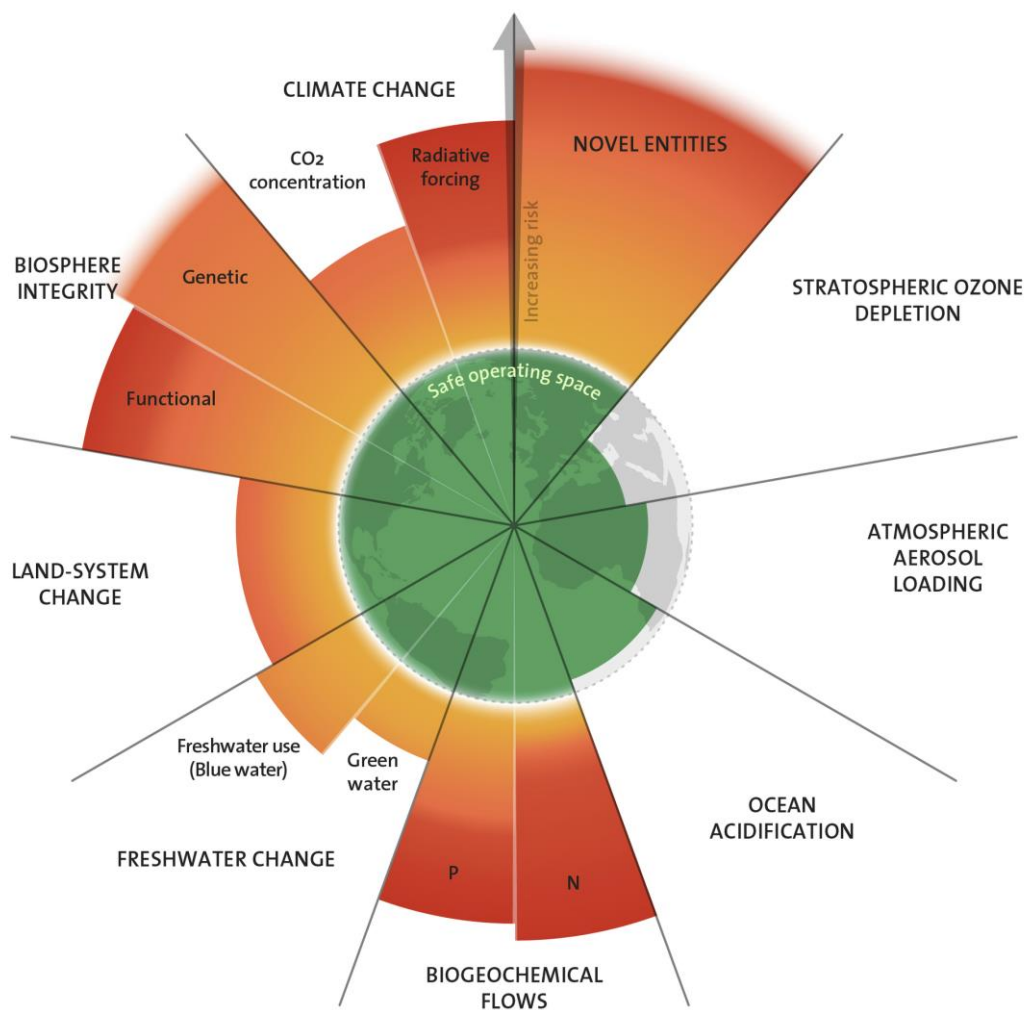 CLIMATE CHANGE
CO2
concentration
Radiative
forcing
NOVEL ENTITIES
Increasing risk
STRATOSPHERIC OZONE
DEPLETION
BIOSPHERE
INTEGRITY
Genetic
Functional
Safe operating space
ATMOSPHERIC
AEROSOL
LOADING
LAND-SYSTEM
CHANGE
Freshwater use
(Blue water)
Green
water
FRESHWATER CHANGE
OCEAN
ACIDIFICATION
P
N
BIOGEOCHEMICAL
FLOWS